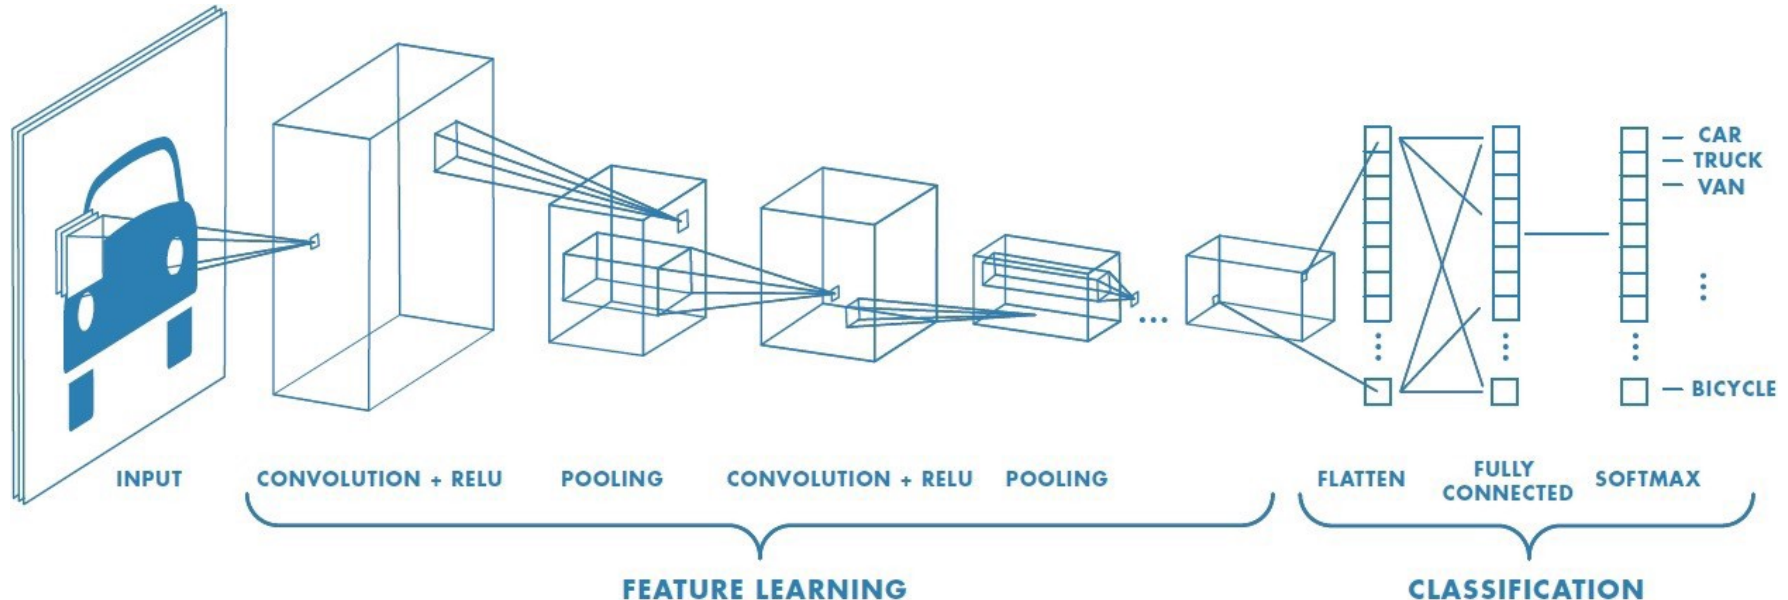 CAR
TRUCK
VAN
BICYCLE
INPUT
CONVOLUTION + RELU
POOLING
CONVOLUTION + RELU
POOLING
FLATTEN
FULLY
CONNECTED
SOFTMAX
FEATURE LEARNING
CLASSIFICATION